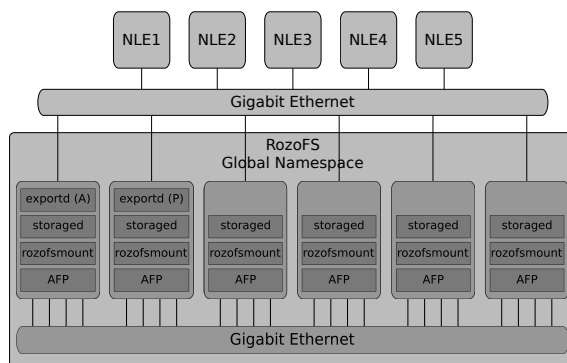 NLE1 NLE2 NLE3 NLE4 NLE5
Gigabit Ethernet
RozoFS
Global Namespace
exportd (A) exportd (P)
storaged storaged storaged storaged storaged storaged
rozofsmount rozofsmount rozofsmount rozofsmount rozofsmount rozofsmount
AFP AFP AFP AFP AFP AFP
Gigabit Ethernet